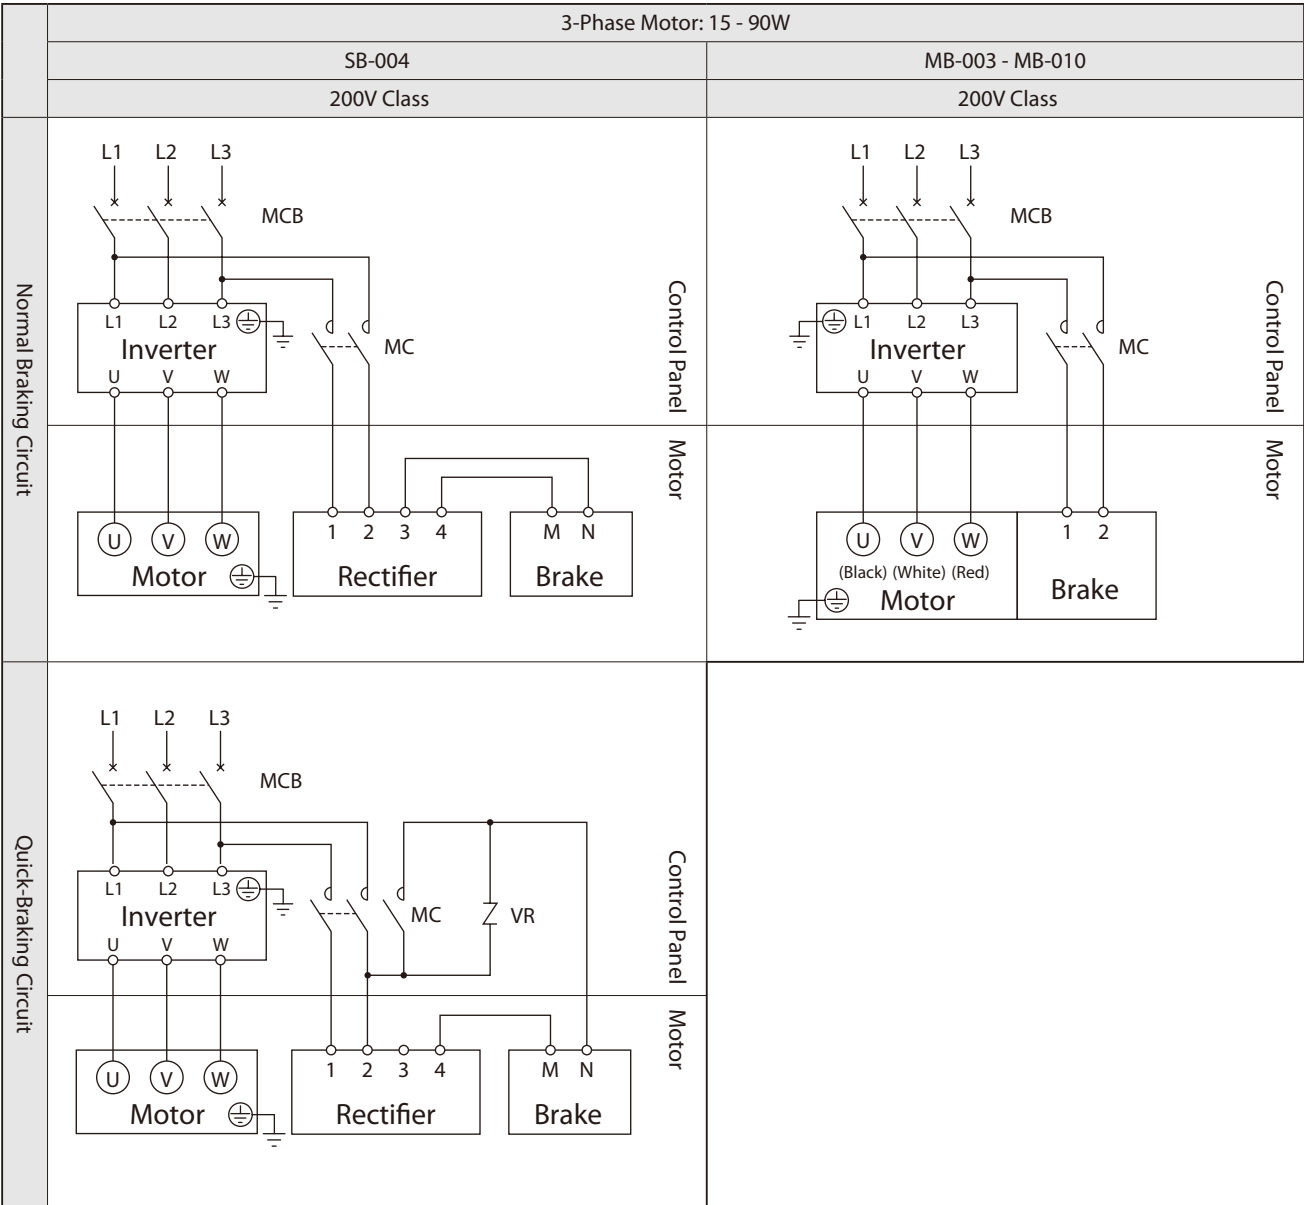 3-Phase Motor: 15 - 90W
SB-004 MB-003 - MB-010
200V Class 200V Class
Normal Braking Circuit
L1 L2 L3
MCB
L1 L2 L3
Inverter
U V W
MC
Control Panel
Motor
U V W
Motor
1 2 3 4
Rectifier
M N
Brake
L1 L2 L3
MCB
L1 L2 L3
Inverter
U V W
MC
Control Panel
Motor
U V W
(Black) (White) (Red)
Motor
1 2
Brake
Quick-Braking Circuit
L1 L2 L3
MCB
L1 L2 L3
Inverter
U V W
MC
VR
Control Panel
Motor
U V W
Motor
1 2 3 4
Rectifier
M N
Brake